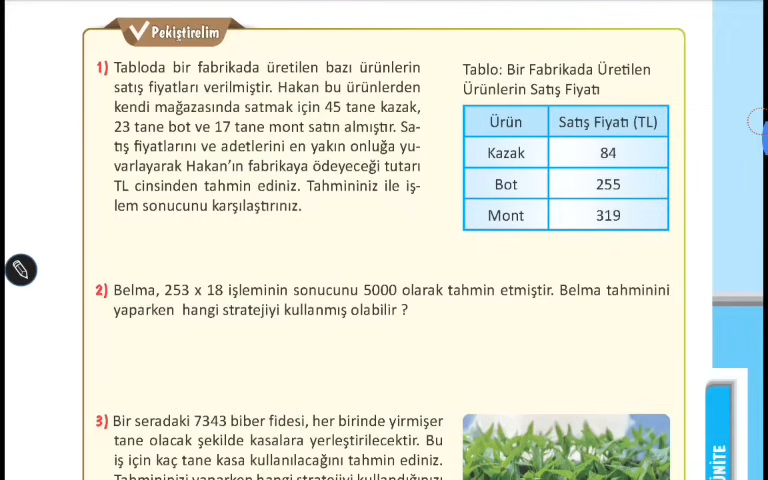 Pekiştirelim
1) Tabloda bir fabrikada üretilen bazı ürünlerin
satış fiyatları verilmiştir. Hakan bu ürünlerden
kendi mağazasında satmak için 45 tane kazak,
23 tane bot ve 17 tane mont satın almıştır. Sa-
tış fiyatlarını ve adetlerini en yakın onluğa yu-
varlayarak Hakan'ın fabrikaya ödeyeceği tutarı
TL cinsinden tahmin ediniz. Tahmininiz ile iş-
lem sonucunu karşılaştırınız.
Tablo: Bir Fabrikada Üretilen
Ürünlerin Satış Fiyatı
Ürün Satış Fiyatı (TL)
Kazak 84
Bot 255
Mont 319
2) Belma, 253 x 18 işleminin sonucunu 5000 olarak tahmin etmiştir. Belma tahminini
yaparken hangi stratejiyi kullanmış olabilir ?
3) Bir seradaki 7343 biber fidesi, her birinde yirmişer
tane olacak şekilde kasalara yerleştirilecektir. Bu
iş için kaç tane kasa kullanılacağını tahmin ediniz.
Tahmininizi yaparken hangi stratejiyi kullandığınızı
ÜNİTE